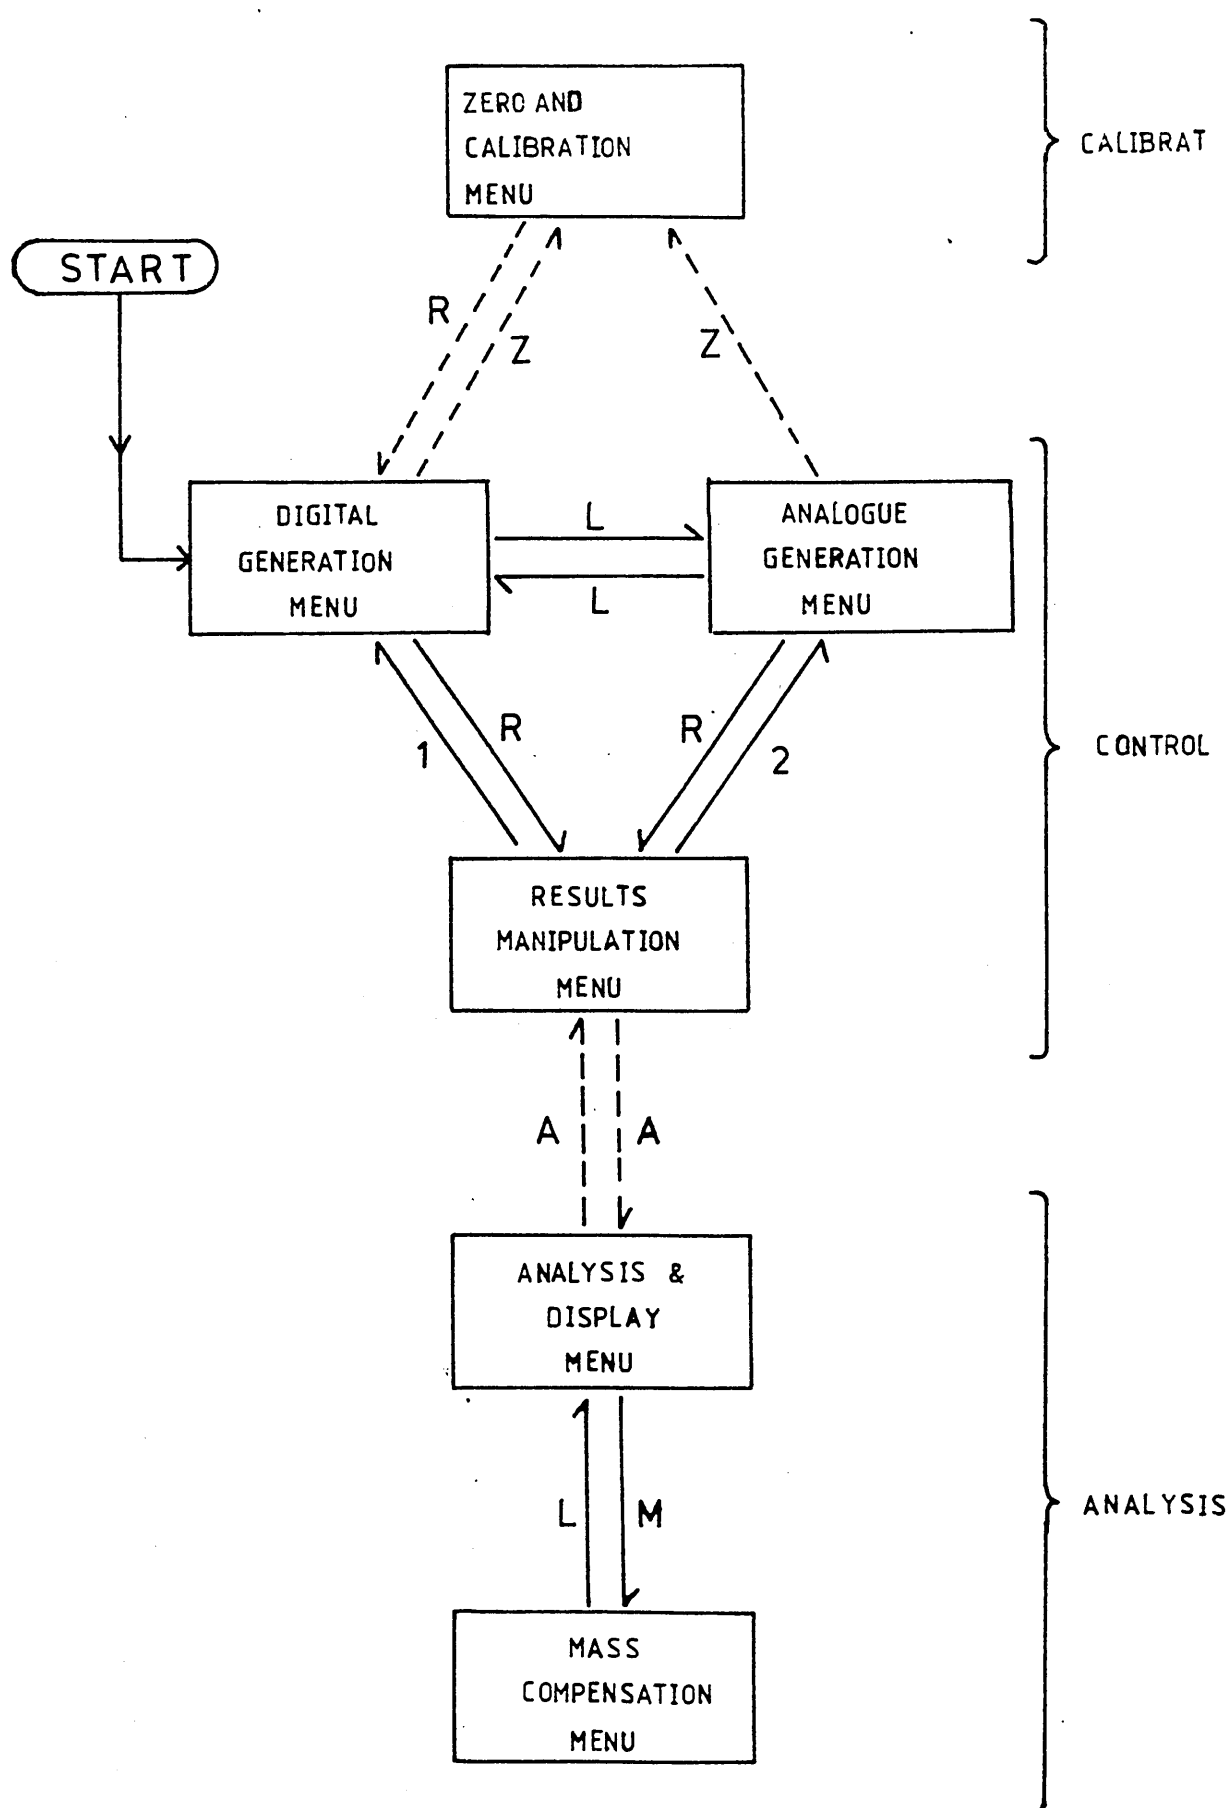 ZERO AND
CALIBRATION
MENU
CALIBRAT
START
R
Z
Z
DIGITAL
GENERATION
MENU
L
L
ANALOGUE
GENERATION
MENU
1
R
R
2
CONTROL
RESULTS
MANIPULATION
MENU
A
A
ANALYSIS &
DISPLAY
MENU
L
M
ANALYSIS
MASS
COMPENSATION
MENU